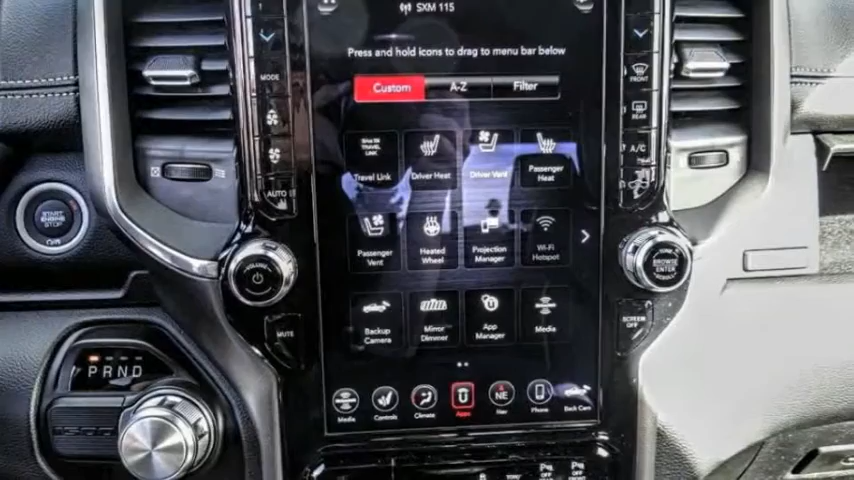 SXM 115
Press and hold icons to drag to menu bar below
Custom A-Z Filter
MODE
FRONT
REAR
A/C
AUTO
Travel Link
Driver Heat
Driver Vent
Passenger
Heat
Passenger
Vent
Heated
Wheel
Projection
Manager
Wi-Fi
Hotspot
Backup
Camera
Mirror
Dimmer
App
Manager
Media
START
ENGINE
STOP
VOLUME
BROWSE
ENTER
MUTE
SCREEN
OFF
PRND
NE
Media Controls Climate Apps Nav Phone Back Cam